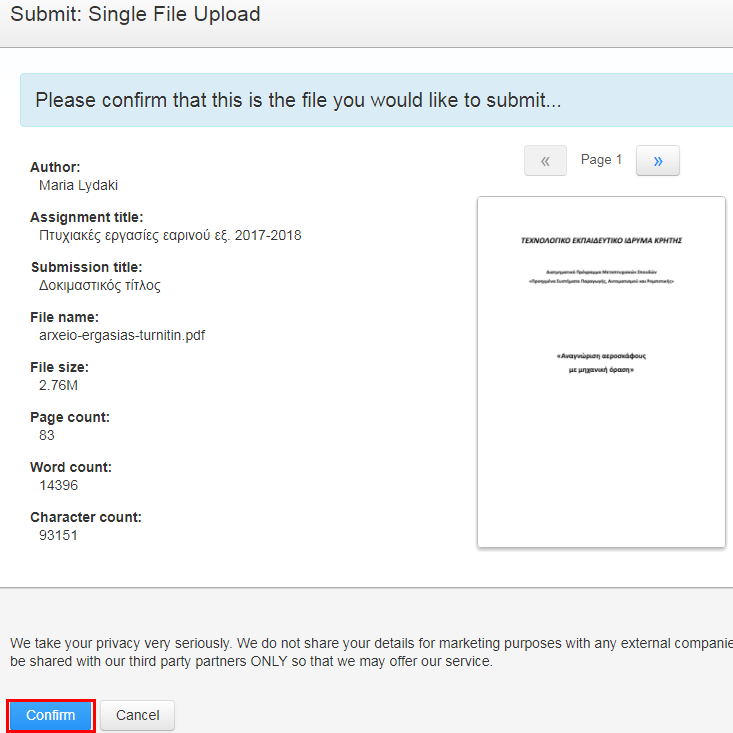 Submit: Single File Upload
Please confirm that this is the file you would like to submit...
Author:
Maria Lydaki
Assignment title:
Πτυχιακές εργασίες εαρινού εξ. 2017-2018
Submission title:
Δοκιμαστικός τίτλος
File name:
arxeio-ergasias-turnitin.pdf
File size:
2.76M
Page count:
83
Word count:
14396
Character count:
93151
« Page 1 »
ΤΕΧΝΟΛΟΓΙΚΟ ΕΚΠΑΙΔΕΥΤΙΚΟ ΙΔΡΥΜΑ ΚΡΗΤΗΣ
Διατμηματικό Πρόγραμμα Μεταπτυχιακών Σπουδών
«Προηγμένα Συστήματα Παραγωγής, Αυτοματισμού και Ρομποτικής»
«Αναγνώριση αεροσκάφους
με μηχανική όραση»
We take your privacy very seriously. We do not share your details for marketing purposes with any external companie
be shared with our third party partners ONLY so that we may offer our service.
Confirm Cancel